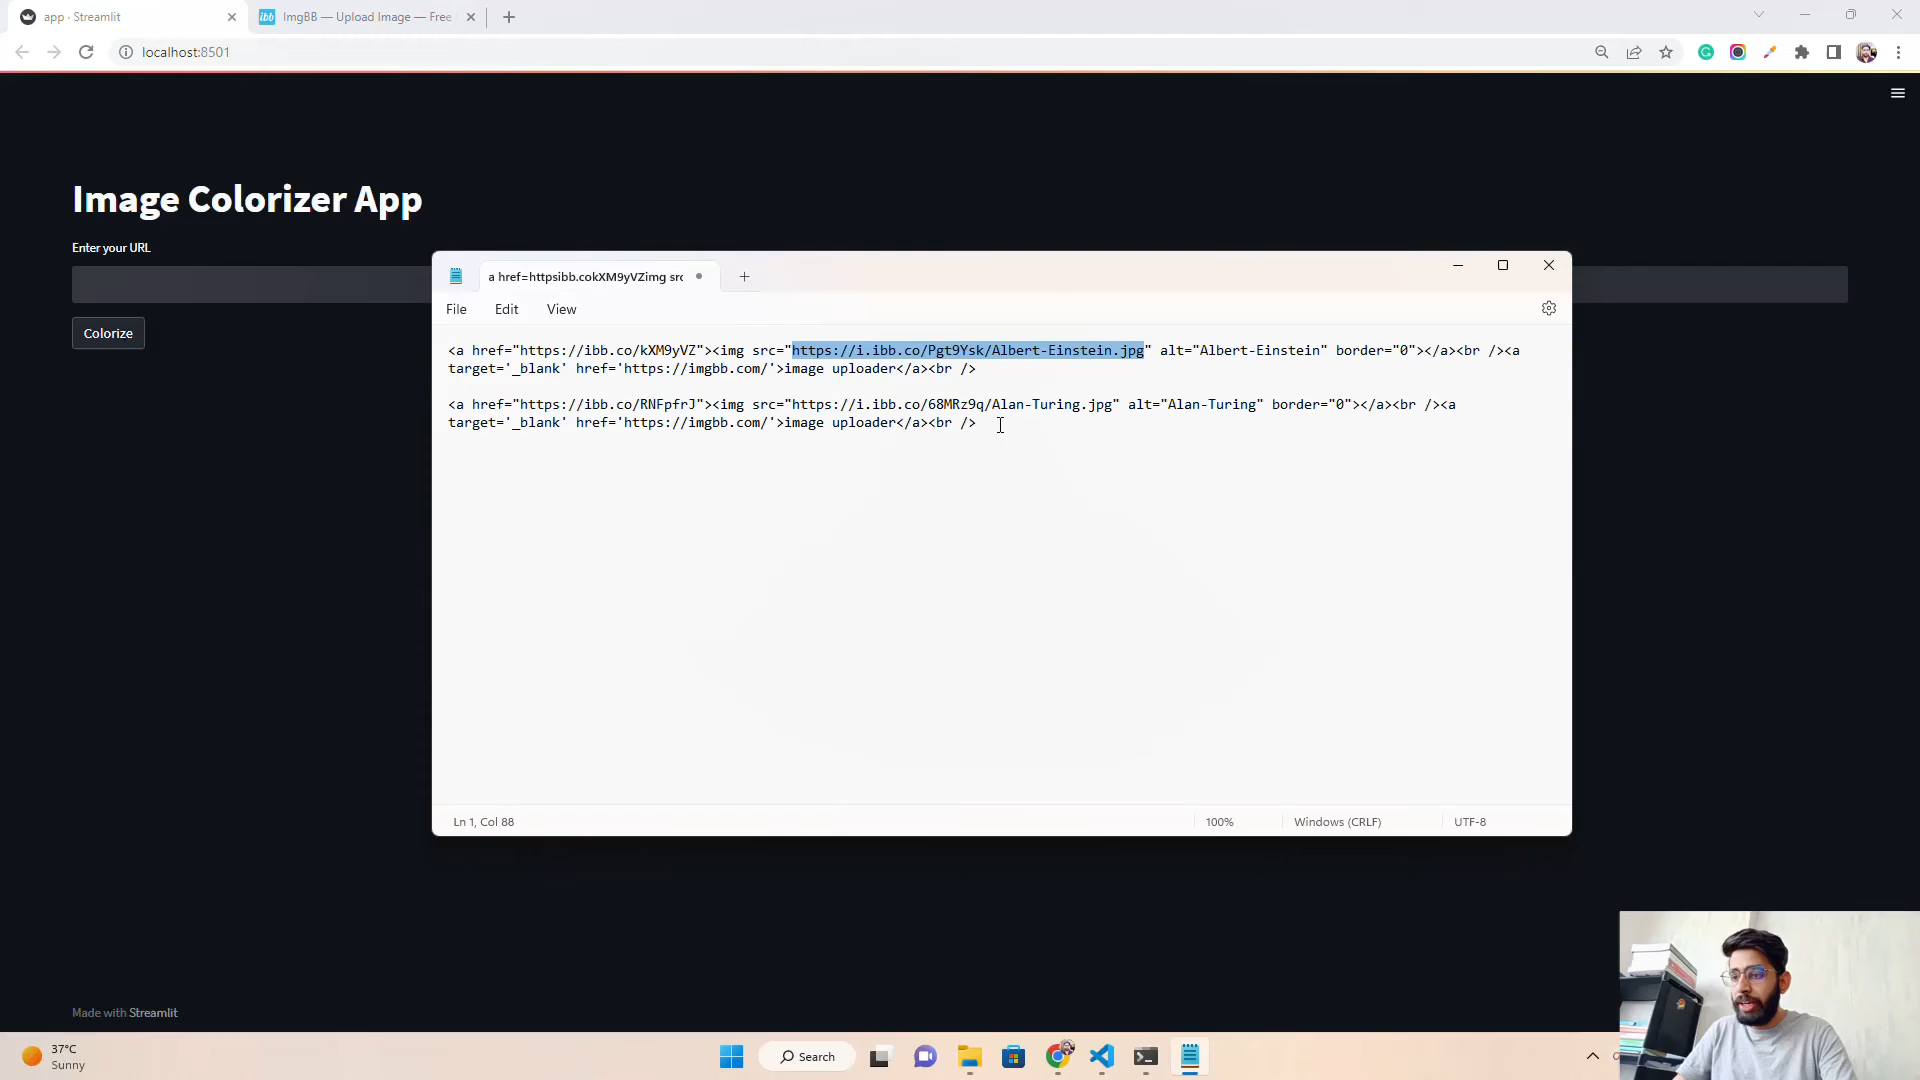 app · Streamlit
ImgBB — Upload Image — Free
localhost:8501
Image Colorizer App
Enter your URL
Colorize
a href=httpsibb.cokXM9yVZimg src
File Edit View
<a href="https://ibb.co/kXM9yVZ"><img src="https://i.ibb.co/Pgt9Ysk/Albert-Einstein.jpg" alt="Albert-Einstein" border="0"></a><br /><a
target='_blank' href='https://imgbb.com/'>image uploader</a><br />
<a href="https://ibb.co/RNFpfrJ"><img src="https://i.ibb.co/68MRz9q/Alan-Turing.jpg" alt="Alan-Turing" border="0"></a><br /><a
target='_blank' href='https://imgbb.com/'>image uploader</a><br />
Ln 1, Col 88
100%
Windows (CRLF)
UTF-8
Made with Streamlit
37°C
Sunny
Search